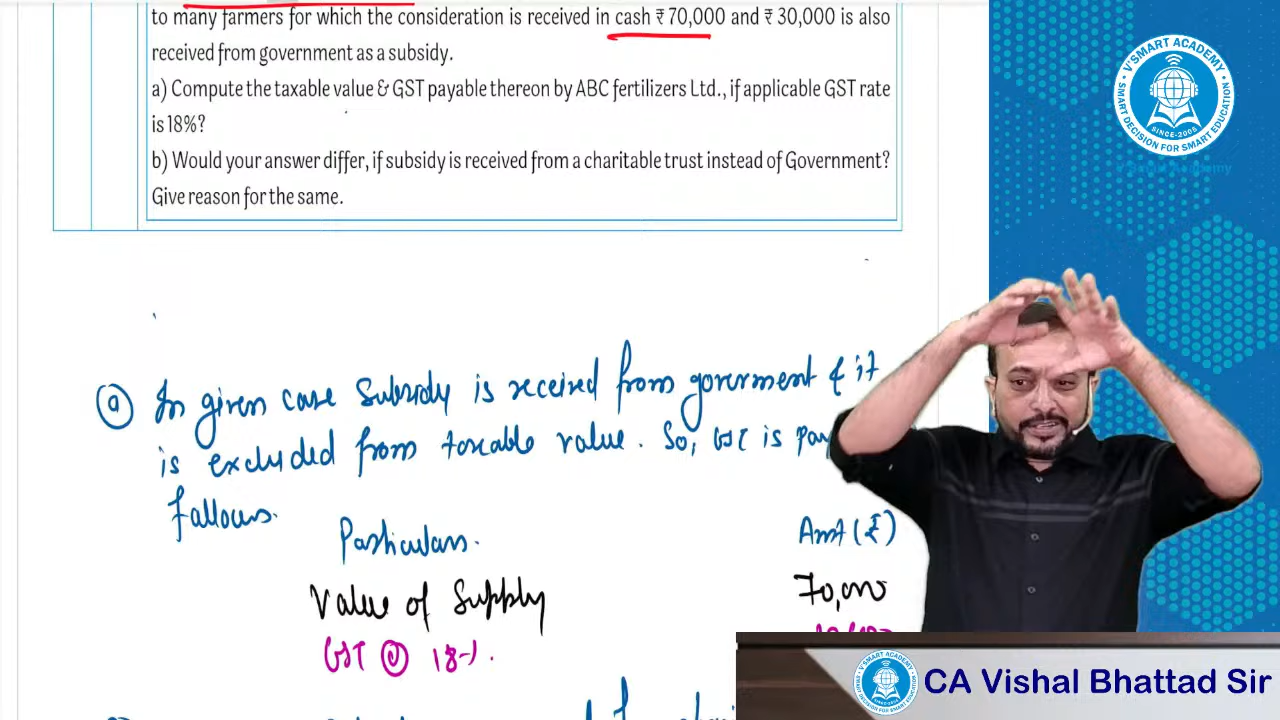 to many farmers for which the consideration is received in cash ₹ 70,000 and ₹ 30,000 is also
received from government as a subsidy.
a) Compute the taxable value & GST payable thereon by ABC fertilizers Ltd., if applicable GST rate
is 18%?
b) Would your answer differ, if subsidy is received from a charitable trust instead of Government?
Give reason for the same.
V'SMART ACADEMY
SMART DECISION FOR SMART EDUCATION
SINCE-2005
V'Smart Academy
(a) In given case Subsidy is received from goverment & it
is excluded from taxable value. So, GST is pay
follows.
Particulars. Amt (₹)
Value of Supply 70,000
GST @ 18%.
V'SMART ACADEMY
CA Vishal Bhattad Sir